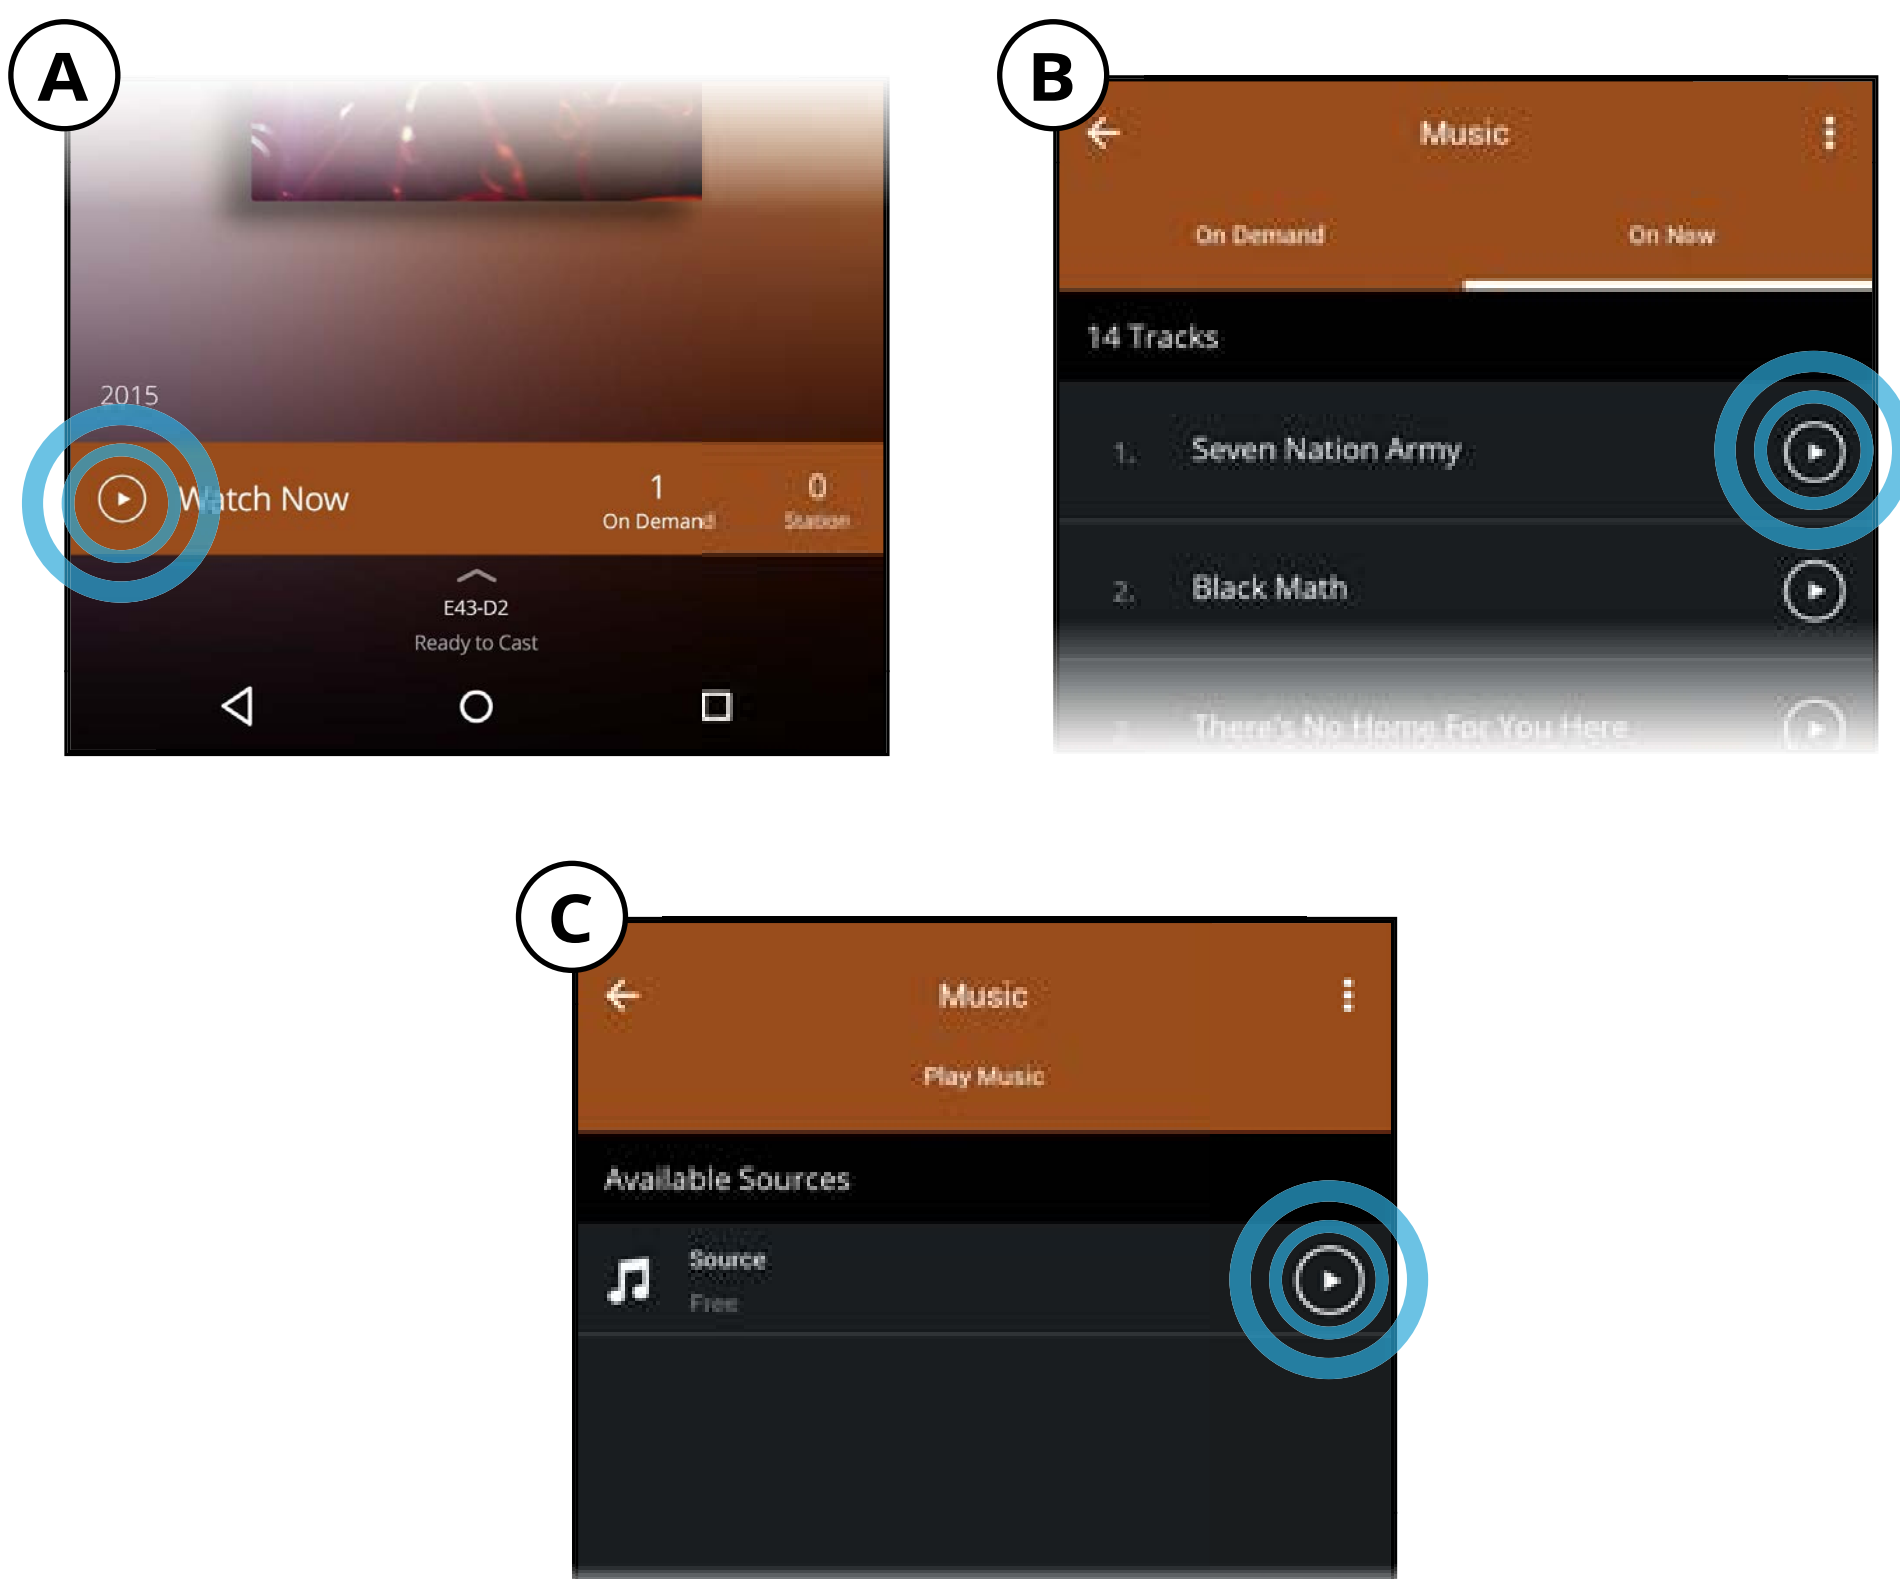 A
2015
Watch Now
1
On Demand
0
Station
E43-D2
Ready to Cast
B
Music
On Demand
On Now
14 Tracks
1. Seven Nation Army
2. Black Math
There's No Home For You Here
C
Music
Play Music
Available Sources
Source
Free